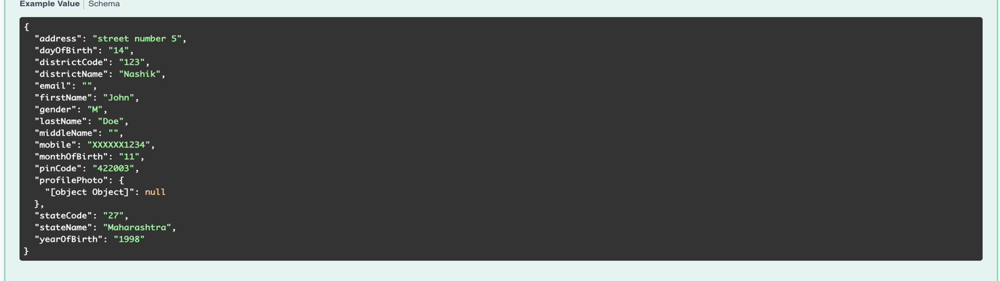 Example Value | Schema
{
  "address": "street number 5",
  "dayOfBirth": "14",
  "districtCode": "123",
  "districtName": "Nashik",
  "email": "",
  "firstName": "John",
  "gender": "M",
  "lastName": "Doe",
  "middleName": "",
  "mobile": "XXXXXX1234",
  "monthOfBirth": "11",
  "pinCode": "422003",
  "profilePhoto": {
    "[object Object]": null
  },
  "stateCode": "27",
  "stateName": "Maharashtra",
  "yearOfBirth": "1998"
}